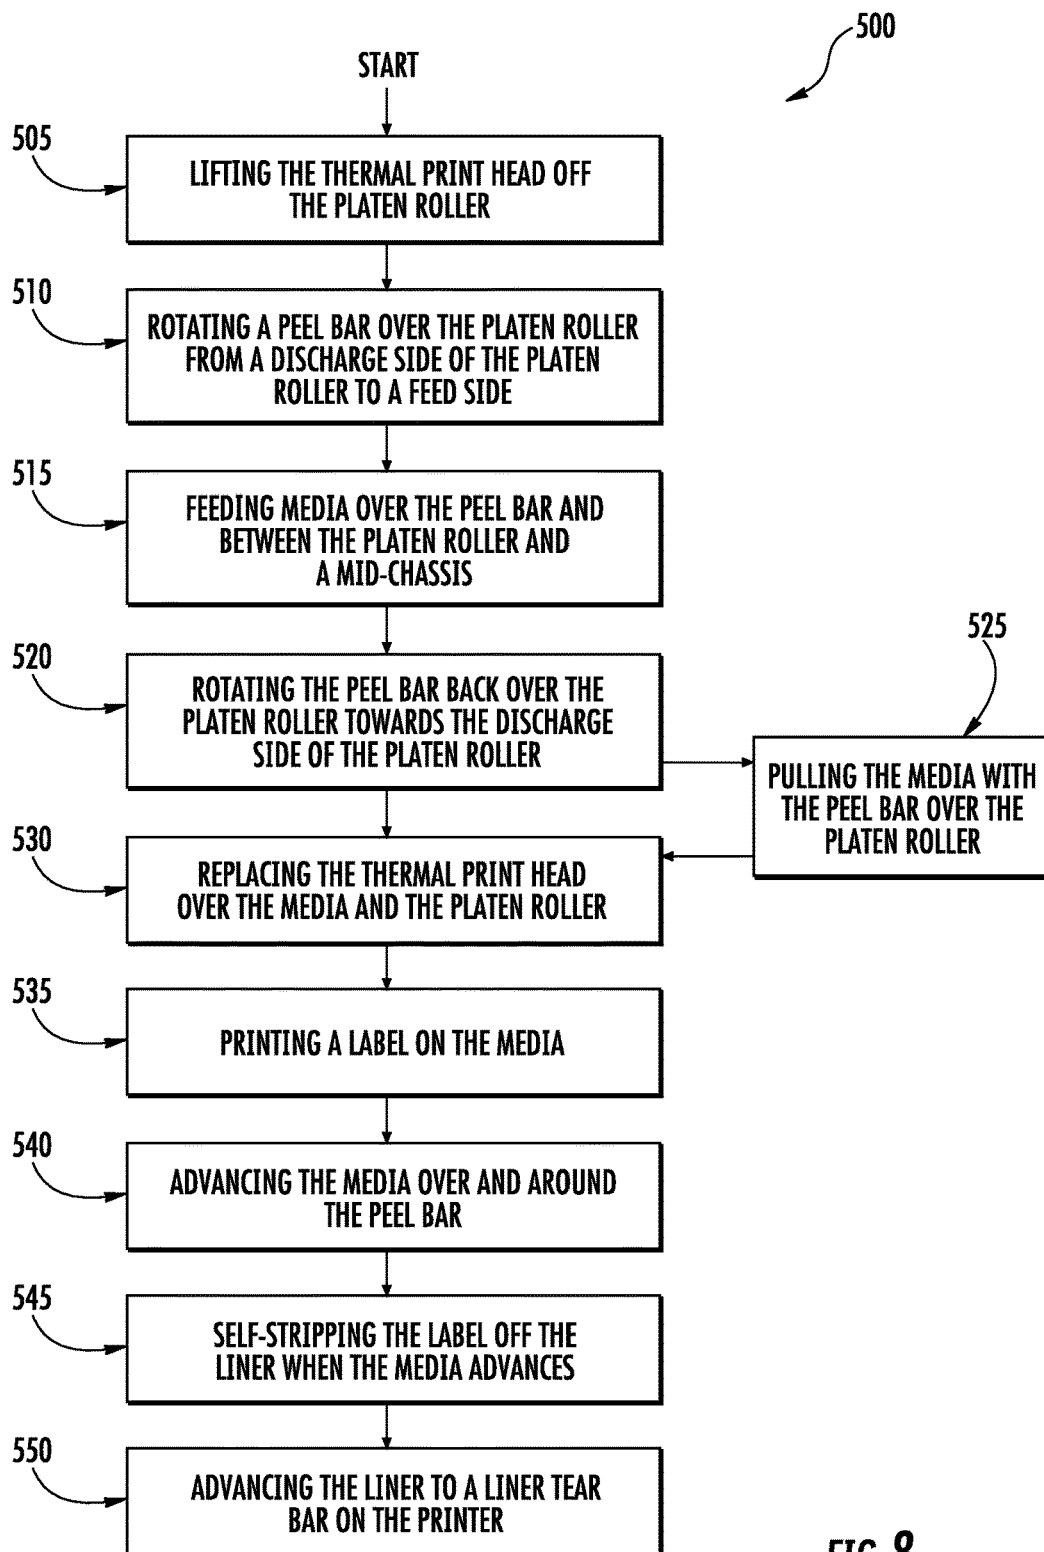 500
START
505
LIFTING THE THERMAL PRINT HEAD OFF
THE PLATEN ROLLER
510
ROTATING A PEEL BAR OVER THE PLATEN ROLLER
FROM A DISCHARGE SIDE OF THE PLATEN
ROLLER TO A FEED SIDE
515
FEEDING MEDIA OVER THE PEEL BAR AND
BETWEEN THE PLATEN ROLLER AND
A MID-CHASSIS
520
ROTATING THE PEEL BAR BACK OVER THE
PLATEN ROLLER TOWARDS THE DISCHARGE
SIDE OF THE PLATEN ROLLER
525
PULLING THE MEDIA WITH
THE PEEL BAR OVER THE
PLATEN ROLLER
530
REPLACING THE THERMAL PRINT HEAD
OVER THE MEDIA AND THE PLATEN ROLLER
535
PRINTING A LABEL ON THE MEDIA
540
ADVANCING THE MEDIA OVER AND AROUND
THE PEEL BAR
545
SELF-STRIPPING THE LABEL OFF THE
LINER WHEN THE MEDIA ADVANCES
550
ADVANCING THE LINER TO A LINER TEAR
BAR ON THE PRINTER
FIG. 9